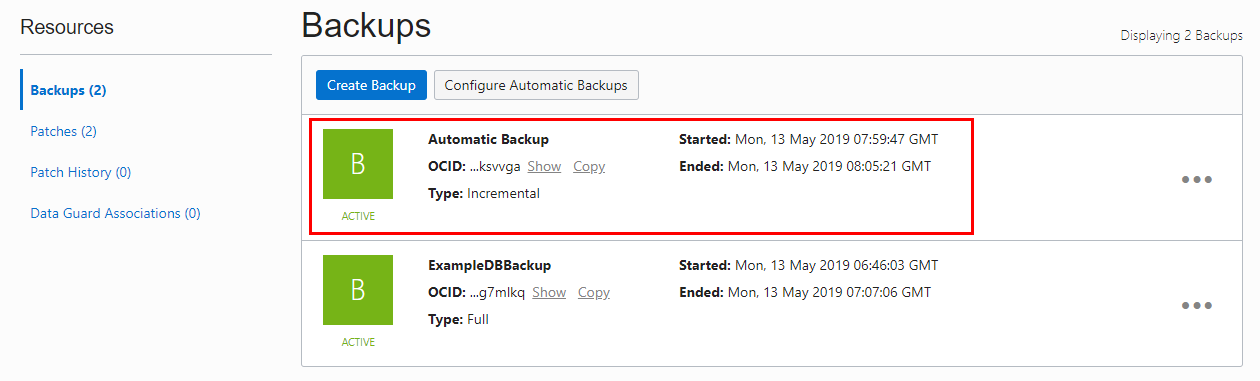 Resources
Backups (2)
Patches (2)
Patch History (0)
Data Guard Associations (0)
Backups
Displaying 2 Backups
Create Backup Configure Automatic Backups
B
ACTIVE
Automatic Backup
OCID: ...ksvvga Show Copy
Type: Incremental
Started: Mon, 13 May 2019 07:59:47 GMT
Ended: Mon, 13 May 2019 08:05:21 GMT
B
ACTIVE
ExampleDBBackup
OCID: ...g7mlkq Show Copy
Type: Full
Started: Mon, 13 May 2019 06:46:03 GMT
Ended: Mon, 13 May 2019 07:07:06 GMT